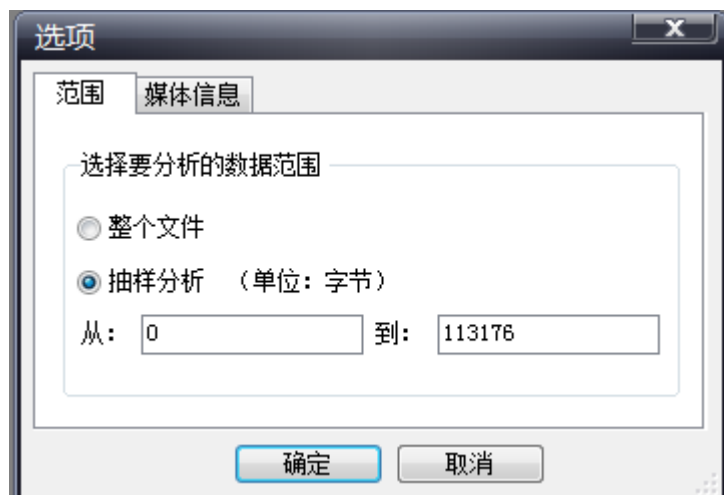 选项
范围 媒体信息
选择要分析的数据范围
整个文件
抽样分析 （单位：字节）
从： 0 到： 113176
确定 取消